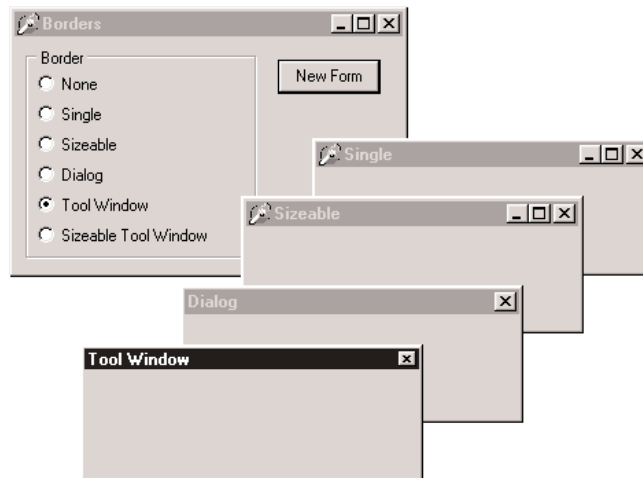 Borders
Border
None
Single
Sizeable
Dialog
Tool Window
Sizeable Tool Window
New Form
Single
Sizeable
Dialog
Tool Window